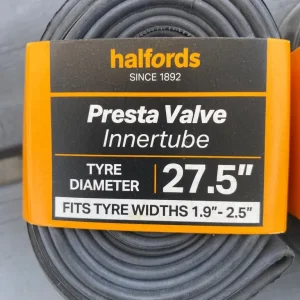 halfords
SINCE 1892
Presta Valve
Innertube
TYRE
DIAMETER
27.5"
FITS TYRE WIDTHS 1.9"- 2.5"